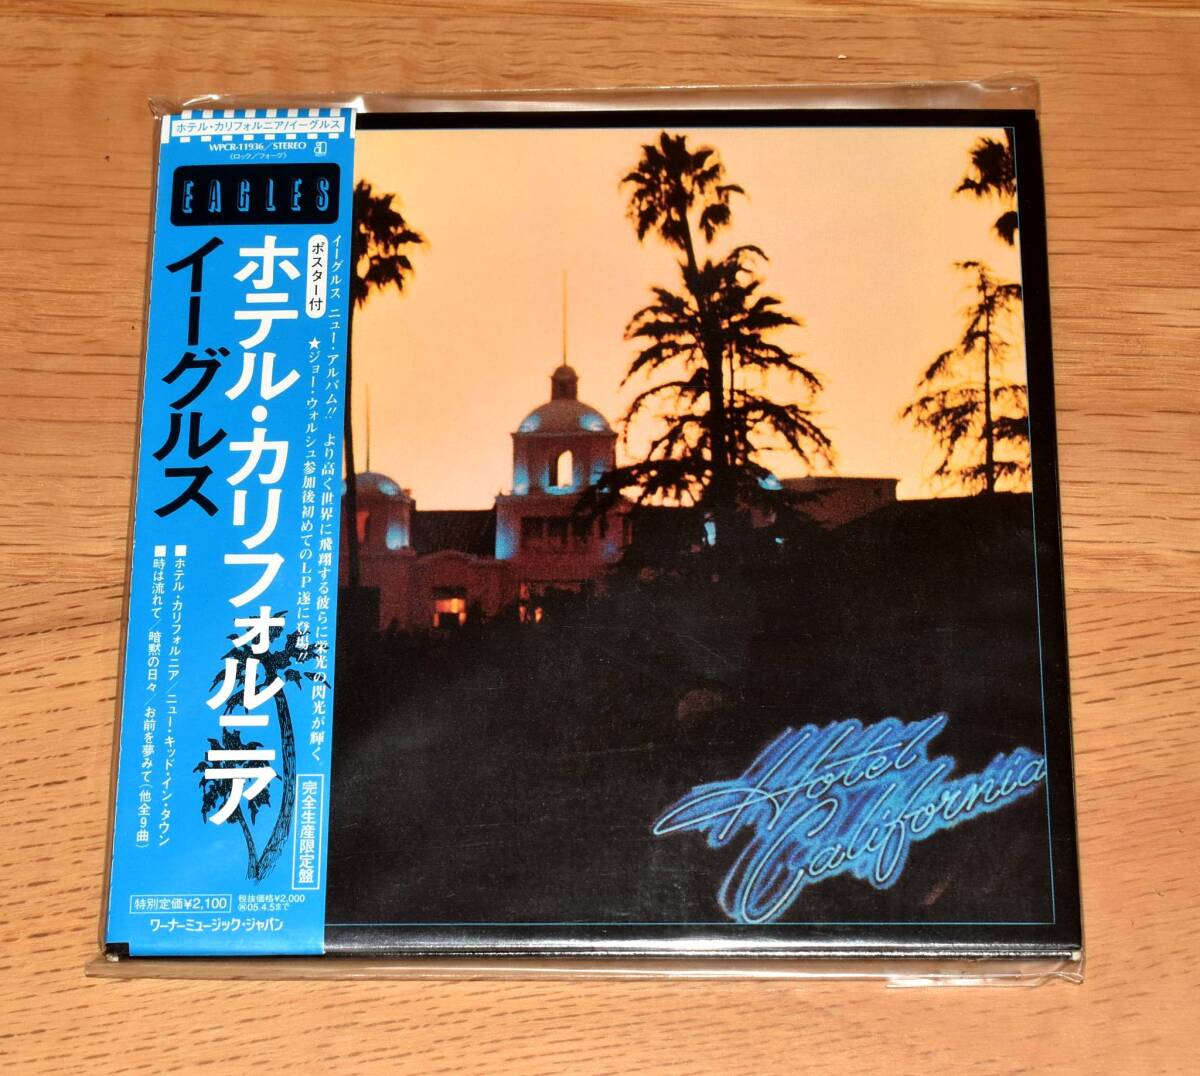 ホテル・カリフォルニア/イーグルス
WPCR-11936/STEREO
(ロック/フォーク)
EAGLES
ホテル・カリフォルニア
イーグルス
ポスター付
イーグルス ニュー・アルバム!! より高く世界に飛翔する彼らに栄光の閃光が輝く
★ジョー・ウォルシュ参加後初めてのLP遂に登場!!
■ホテル・カリフォルニア/ニュー・キッド・イン・タウン
■時は流れて/暗黙の日々/お前を夢みて(他全9曲)
完全生産限定盤
特別定価¥2,100
税抜価格¥2,000
05.4.5まで
ワーナーミュージック・ジャパン
Hotel
California